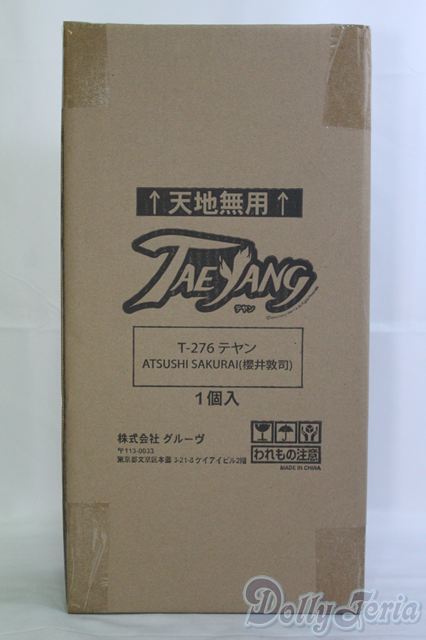 ↑天地無用↑
TAEYANG
テヤン
T-276 テヤン
ATSUSHI SAKURAI(櫻井敦司)
1個入
株式会社 グルーヴ
〒113-0033
東京都文京区本郷 3-21-8 ケイアイビル2階
われもの注意
MADE IN CHINA
DollyTeria